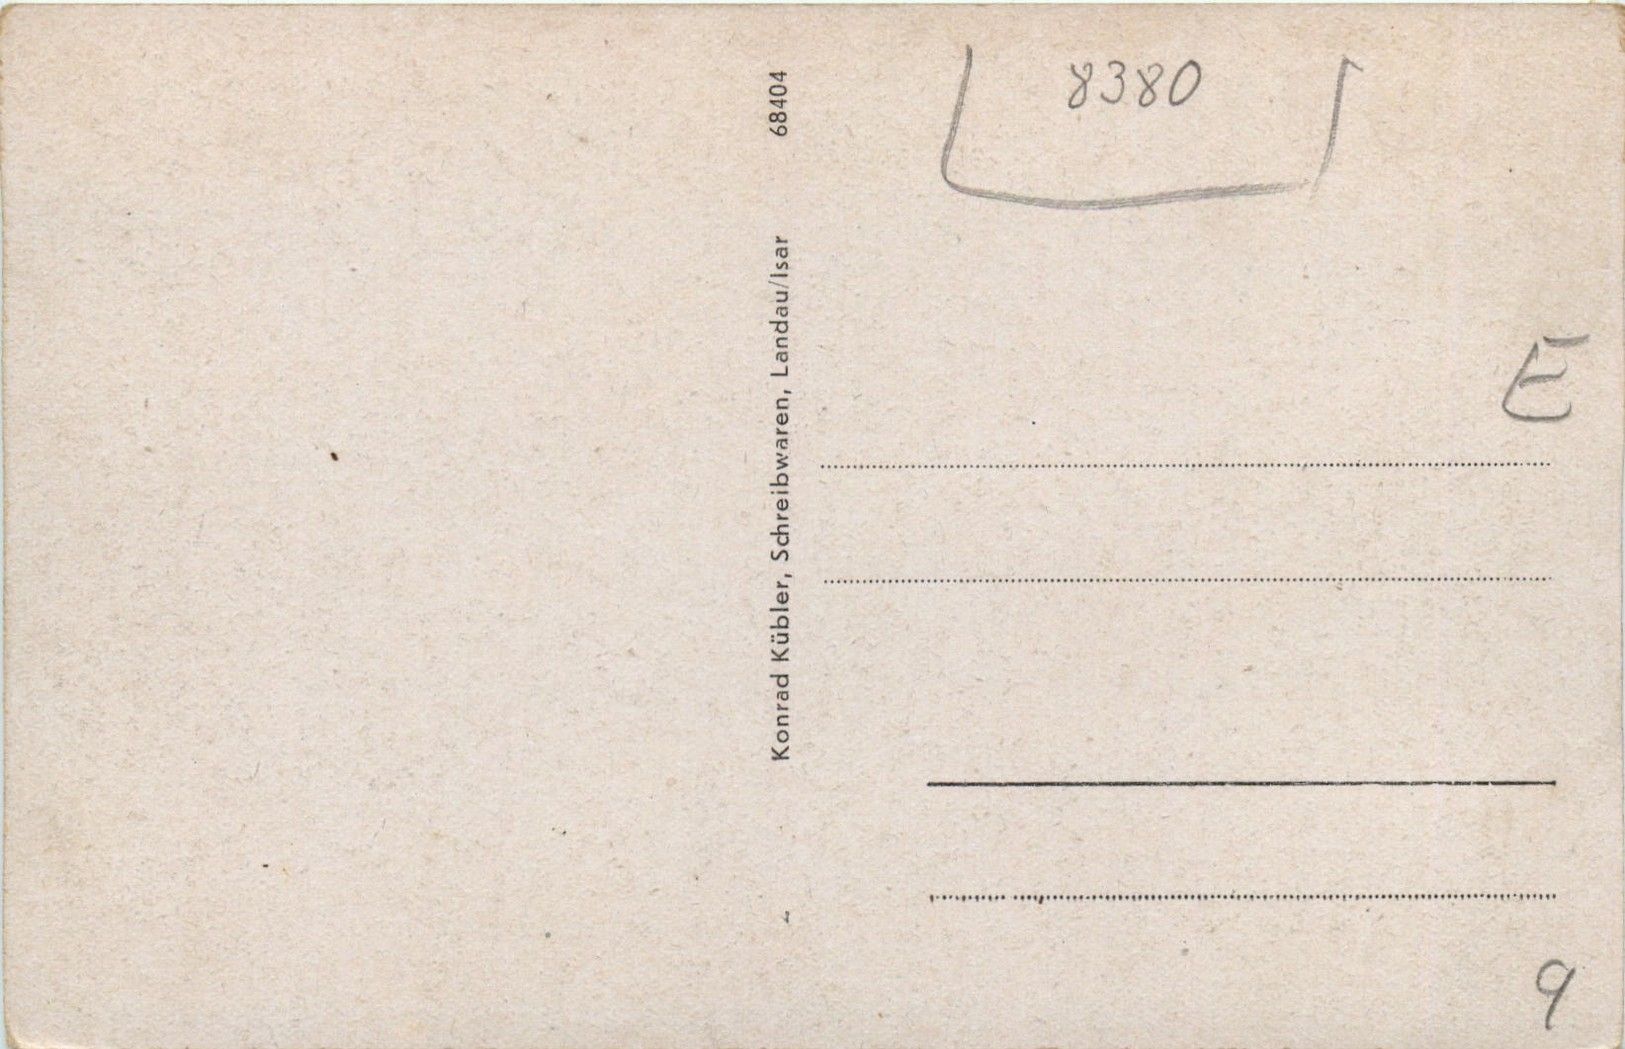 8380
Konrad Kübler, Schreibwaren, Landau/Isar 68404
E
9